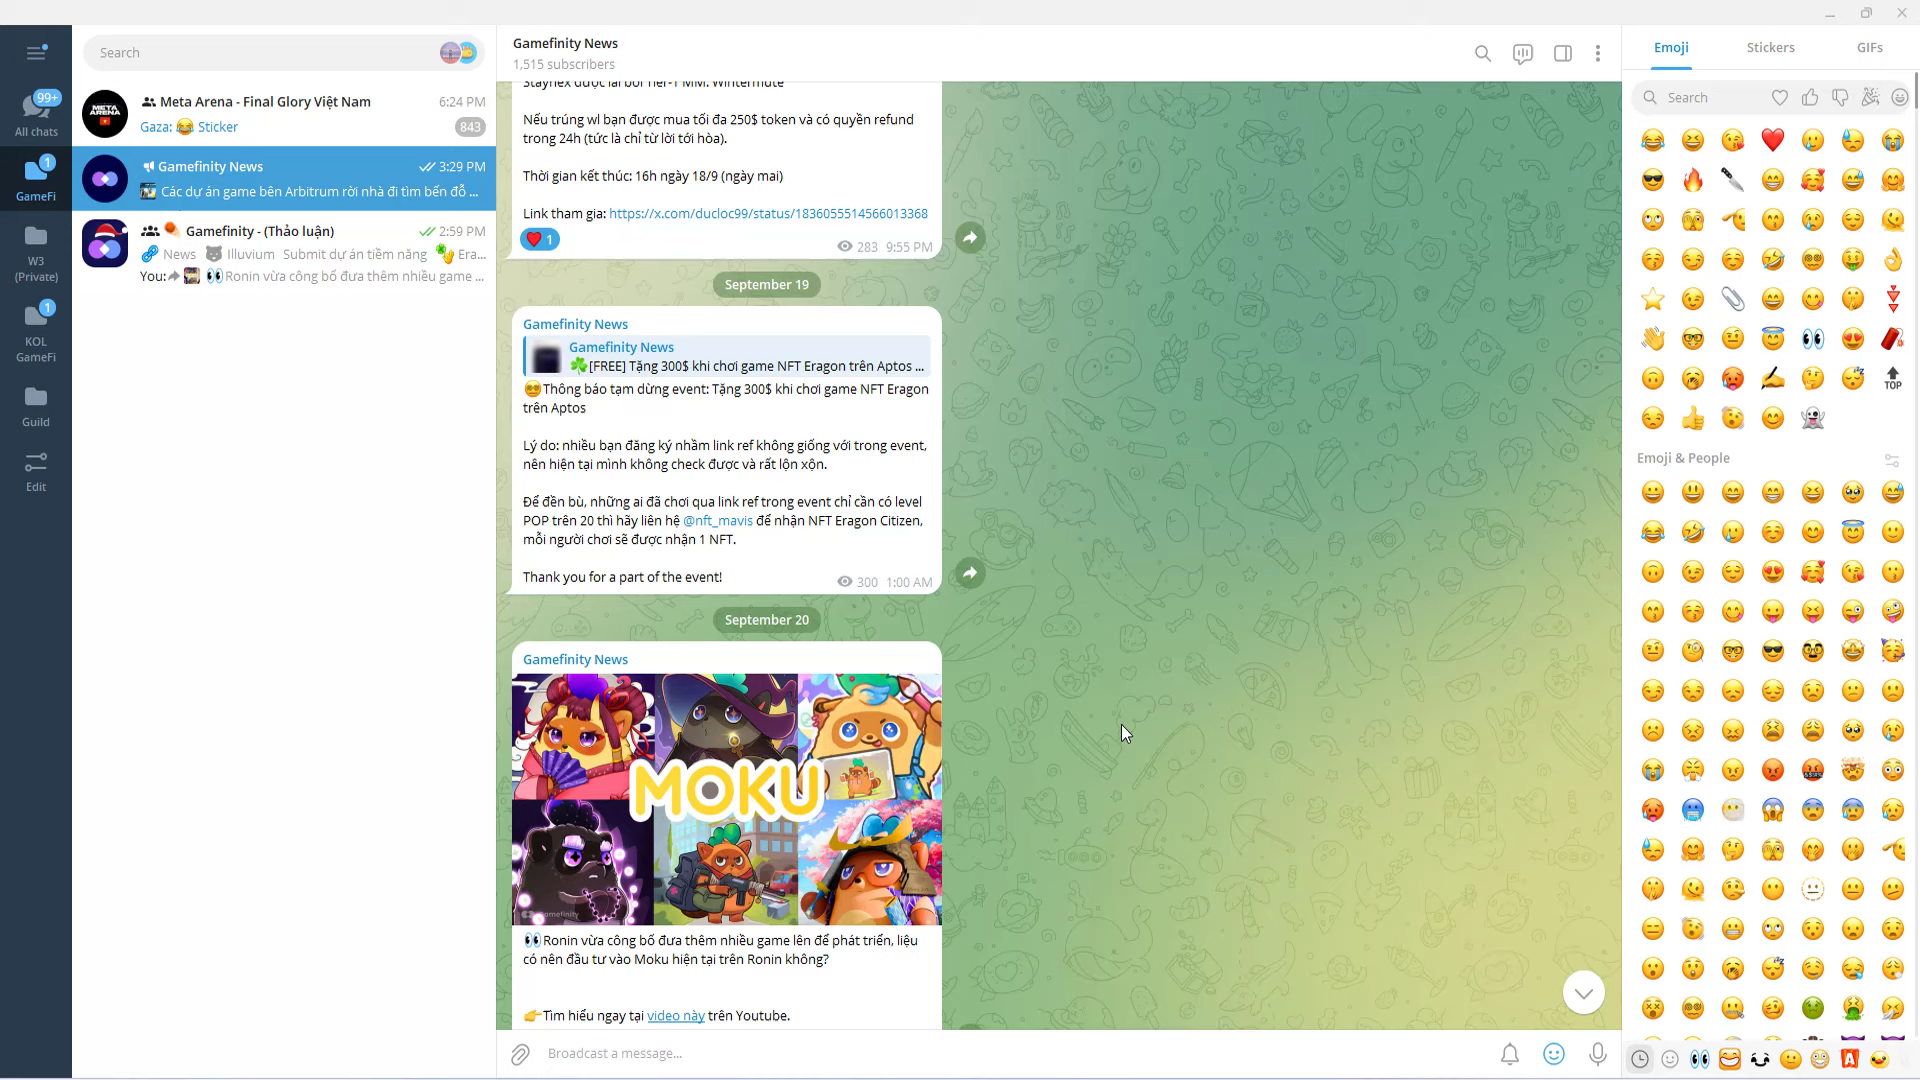 Search
META
ARENA
Meta Arena - Final Glory Việt Nam
6:24 PM
Gaza: 😂 Sticker
843
99+
All chats
1
GameFi
Gamefinity News
3:29 PM
Các dự án game bên Arbitrum rời nhà đi tìm bến đỗ ...
Gamefinity - (Thảo luận)
2:59 PM
News Illuvium Submit dự án tiềm năng Era...
You: 👀Ronin vừa công bố đưa thêm nhiều game ...
W3
(Private)
1
KOL
GameFi
Guild
Edit
Gamefinity News
1,515 subscribers
Staynex được lái bởi Tier-1 MM: Wintermute
Nếu trúng wl bạn được mua tối đa 250$ token và có quyền refund
trong 24h (tức là chỉ từ lời tới hòa).
Thời gian kết thúc: 16h ngày 18/9 (ngày mai)
Link tham gia: https://x.com/ducloc99/status/1836055514566013368
❤️ 1
283 9:55 PM
September 19
Gamefinity News
Gamefinity News
☘️[FREE] Tặng 300$ khi chơi game NFT Eragon trên Aptos ...
Thông báo tạm dừng event: Tặng 300$ khi chơi game NFT Eragon
trên Aptos
Lý do: nhiều bạn đăng ký nhầm link ref không giống với trong event,
nên hiện tại mình không check được và rất lộn xộn.
Để đền bù, những ai đã chơi qua link ref trong event chỉ cần có level
POP trên 20 thì hãy liên hệ @nft_mavis để nhận NFT Eragon Citizen,
mỗi người chơi sẽ được nhận 1 NFT.
Thank you for a part of the event!
300 1:00 AM
September 20
Gamefinity News
MOKU
Gamefinity
👀Ronin vừa công bố đưa thêm nhiều game lên để phát triển, liệu
có nên đầu tư vào Moku hiện tại trên Ronin không?
👉Tìm hiểu ngay tại video này trên Youtube.
Broadcast a message...
Emoji
Stickers
GIFs
Search
TOP
Emoji & People